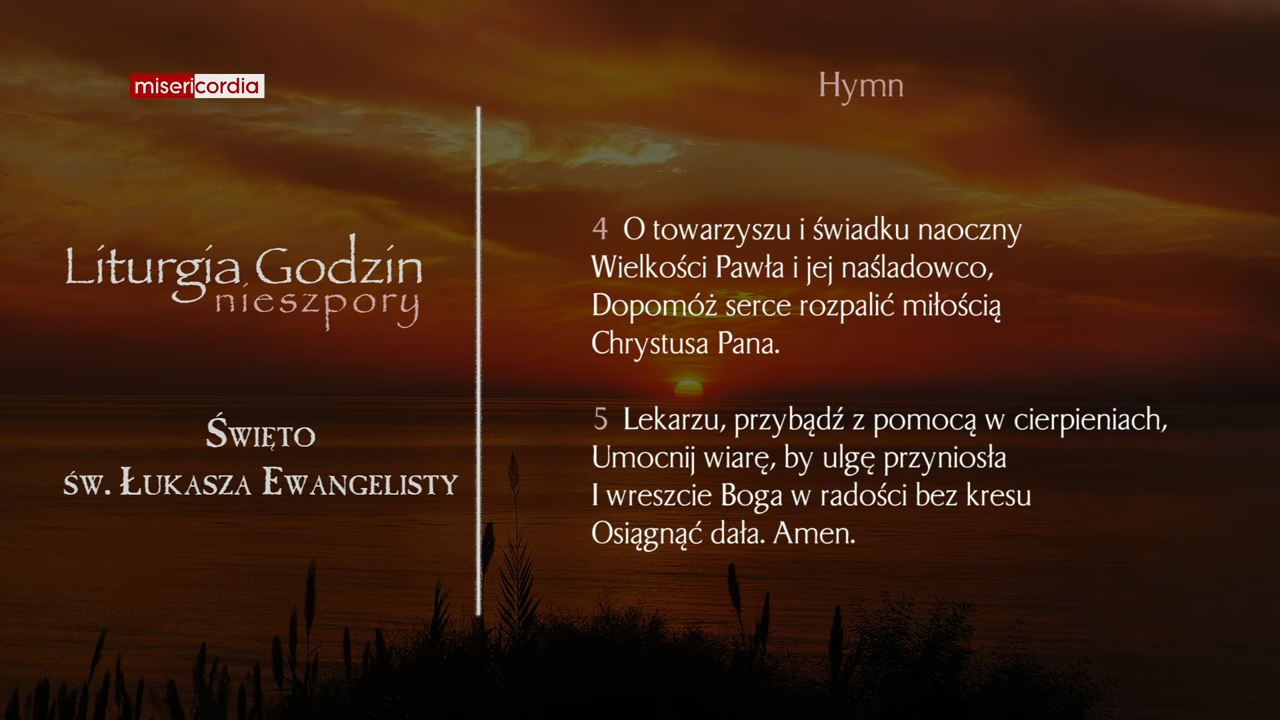 misericordia
Liturgia Godzin
nieszpory
Święto
św. Łukasza Ewangelisty
Hymn
4 O towarzyszu i świadku naoczny
Wielkości Pawła i jej naśladowco,
Dopomóż serce rozpalić miłością
Chrystusa Pana.
5 Lekarzu, przybądź z pomocą w cierpieniach,
Umocnij wiarę, by ulgę przyniosła
I wreszcie Boga w radości bez kresu
Osiągnąć dała. Amen.